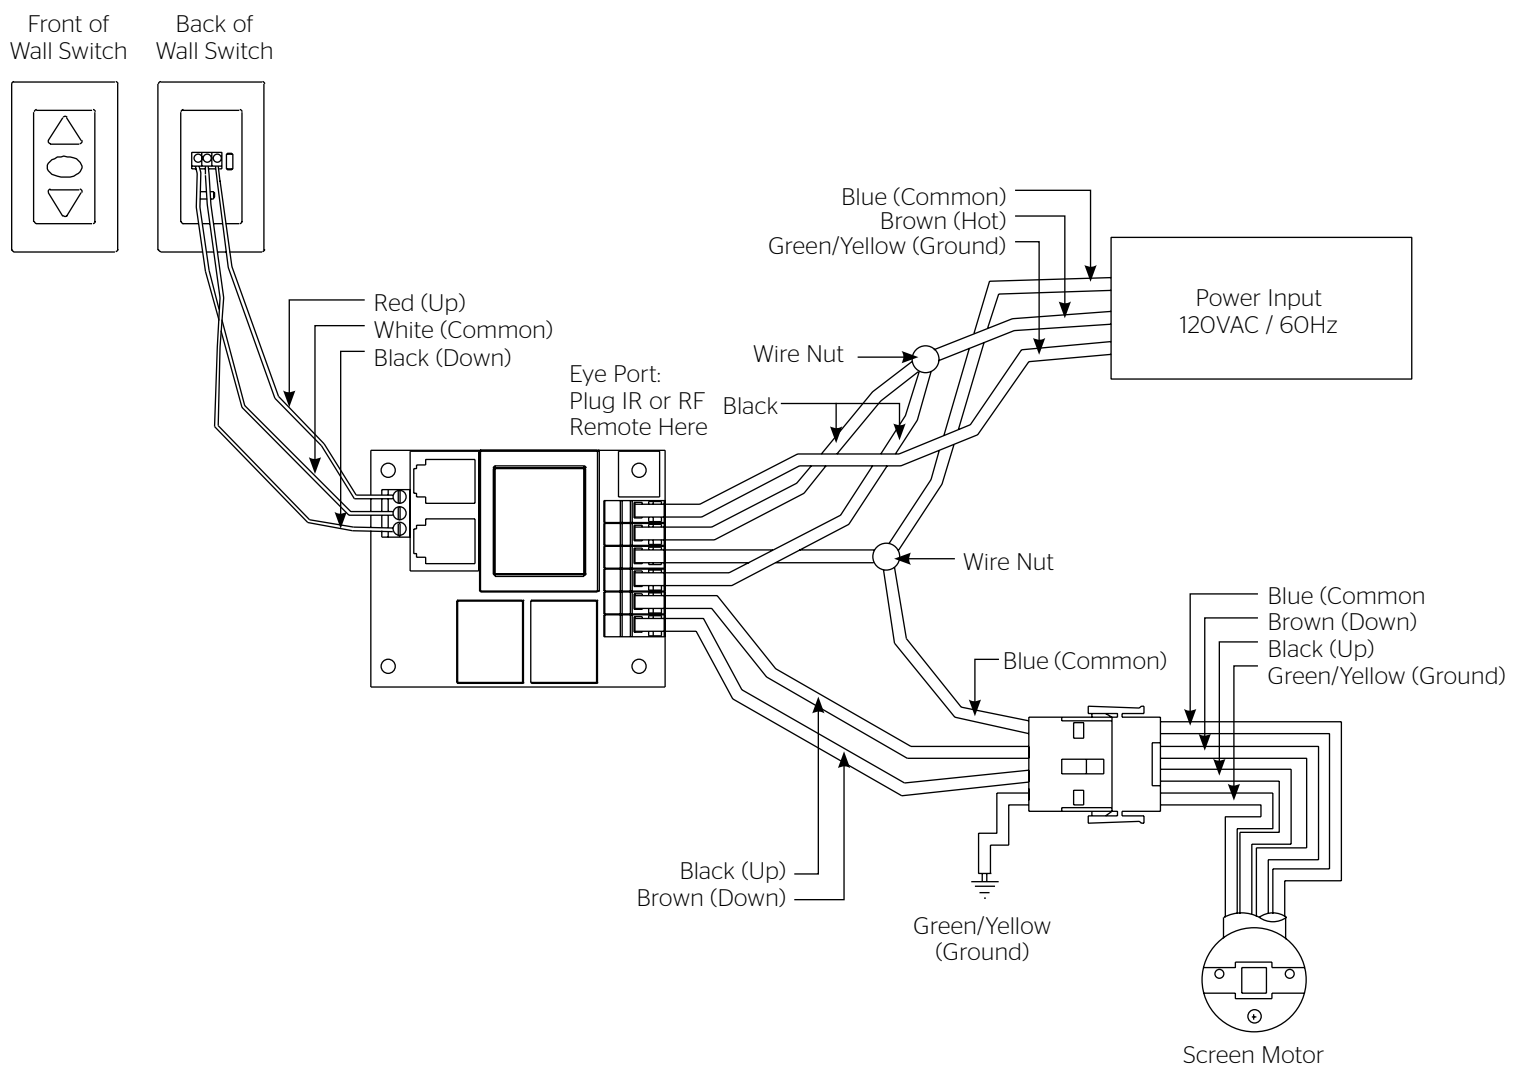 Front of
Wall Switch
Back of
Wall Switch
Red (Up)
White (Common)
Black (Down)
Eye Port:
Plug IR or RF
Remote Here
Blue (Common)
Brown (Hot)
Green/Yellow (Ground)
Power Input
120VAC / 60Hz
Wire Nut
Black
Wire Nut
Blue (Common
Brown (Down)
Black (Up)
Green/Yellow (Ground)
Blue (Common)
Black (Up)
Brown (Down)
Green/Yellow
(Ground)
Screen Motor